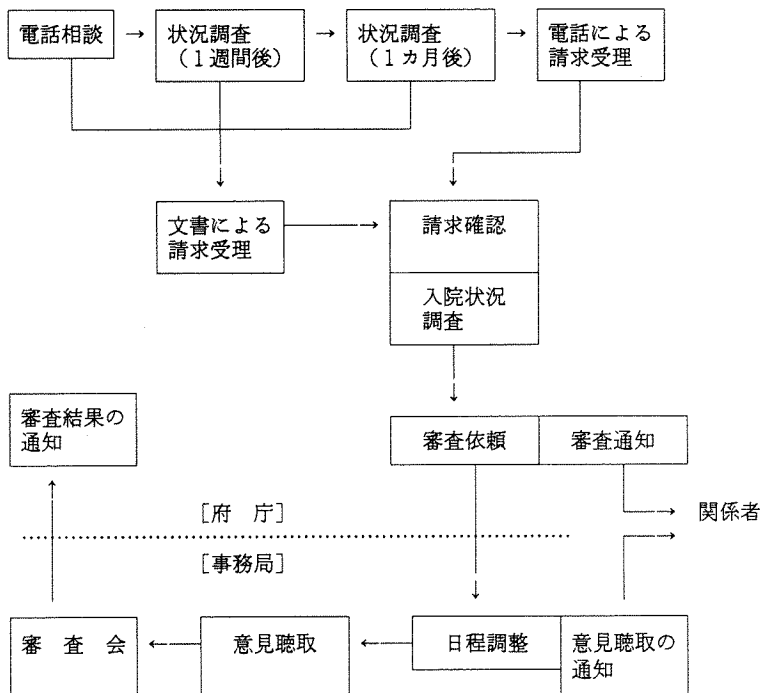 電話相談
状況調査
(1週間後)
状況調査
(1カ月後)
電話による
請求受理
文書による
請求受理
請求確認
入院状況
調査
審査結果の
通知
審査依頼
審査通知
関係者
[府 庁]
[事務局]
審 査 会
意見聴取
日程調整
意見聴取の
通知